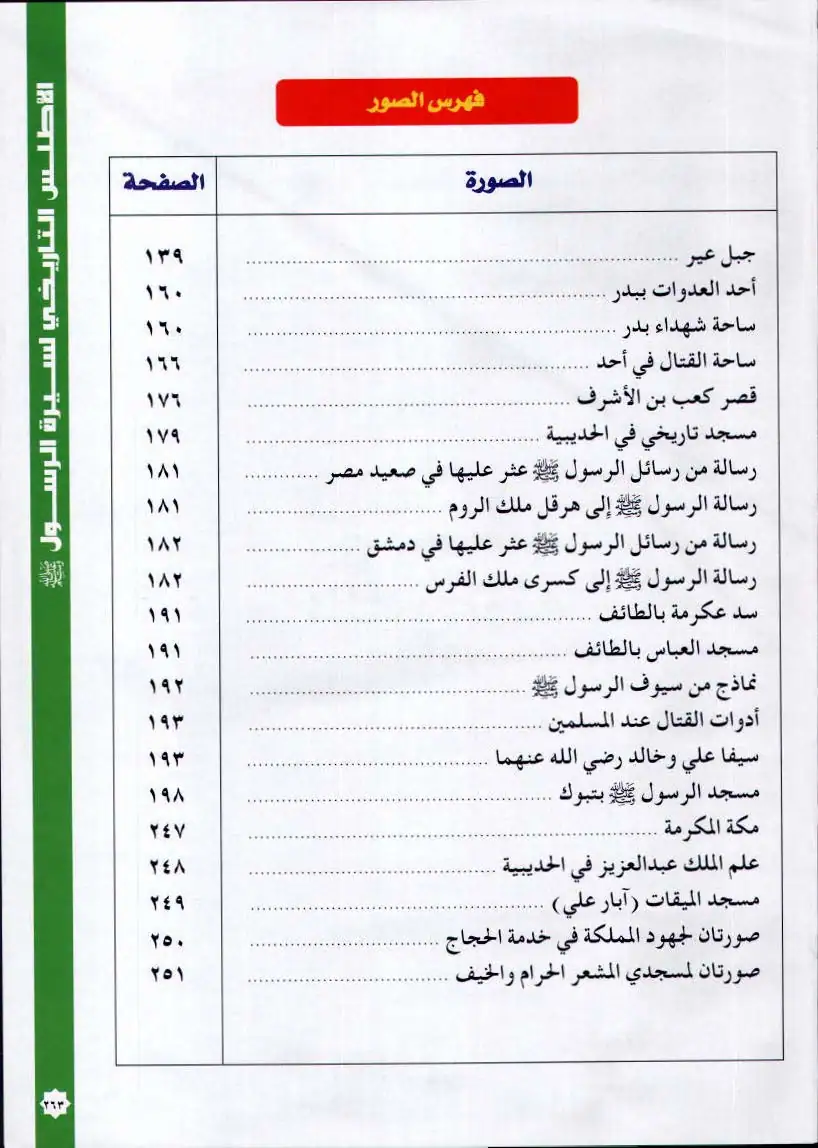 فهرس الصور
الصورة الصفحة
جبل عير ........ ١٣٩
أحد العدوات ببدر ........ ١٦٠
ساحة شهداء بدر ........ ١٦٠
ساحة القتال في أحد ........ ١٦٦
قصر كعب بن الأشرف ........ ١٧٦
مسجد تاريخي في الحديبية ........ ١٧٩
رسالة من رسائل الرسول ﷺ عثر عليها في صعيد مصر ........ ١٨١
رسالة الرسول ﷺ إلى هرقل ملك الروم ........ ١٨١
رسالة من رسائل الرسول ﷺ عثر عليها في دمشق ........ ١٨٢
رسالة الرسول ﷺ إلى كسرى ملك الفرس ........ ١٨٢
سد عكرمة بالطائف ........ ١٩١
مسجد العباس بالطائف ........ ١٩١
نماذج من سيوف الرسول ﷺ ........ ١٩٢
أدوات القتال عند المسلمين ........ ١٩٣
سيفا علي وخالد رضي الله عنهما ........ ١٩٣
مسجد الرسول ﷺ بتبوك ........ ١٩٨
مكة المكرمة ........ ٢٤٧
علم الملك عبدالعزيز في الحديبية ........ ٢٤٨
مسجد الميقات (آبار علي) ........ ٢٤٩
صورتان لجهود المملكة في خدمة الحجاج ........ ٢٥٠
صورتان لمسجدي المشعر الحرام والخيف ........ ٢٥١
الأطلس التاريخي لسيرة الرسول ﷺ
٢٦٣